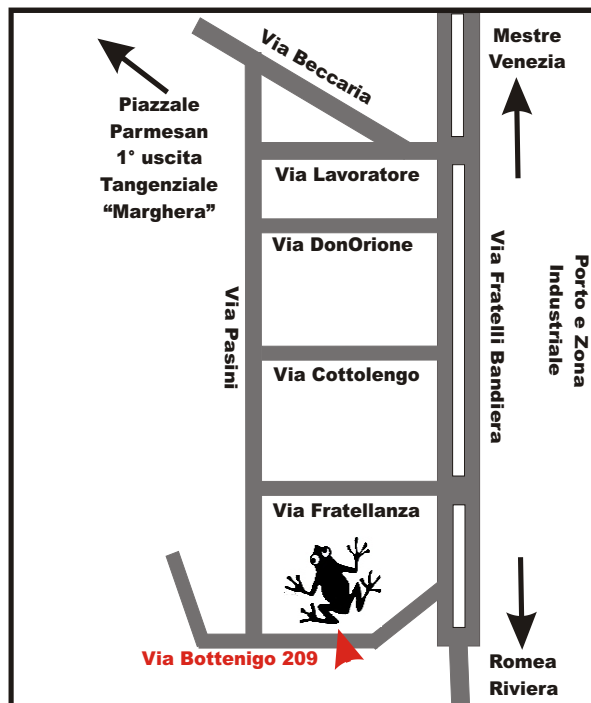 Mestre
Venezia
Via Beccaria
Piazzale
Parmesan
1° uscita
Tangenziale
“Marghera”
Via Lavoratore
Via DonOrione
Via Pasini
Via Fratelli Bandiera
Porto e Zona
Industriale
Via Cottolengo
Via Fratellanza
Via Bottenigo 209
Romea
Riviera